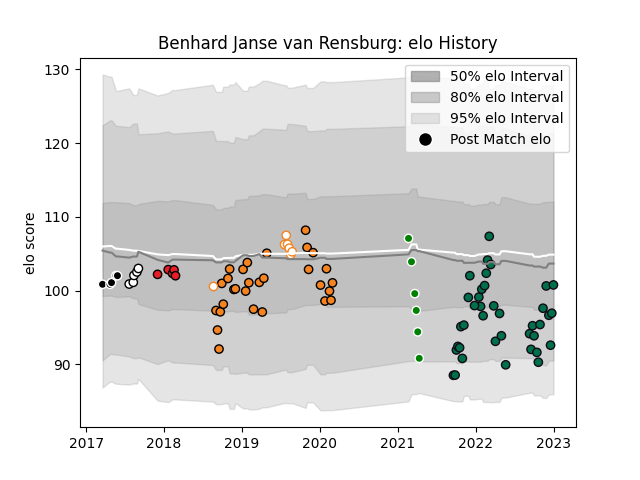 Benhard Janse van Rensburg: elo History
50% elo Interval
80% elo Interval
95% elo Interval
Post Match elo
elo score
130
120
110
100
90
2017 2018 2019 2020 2021 2022 2023